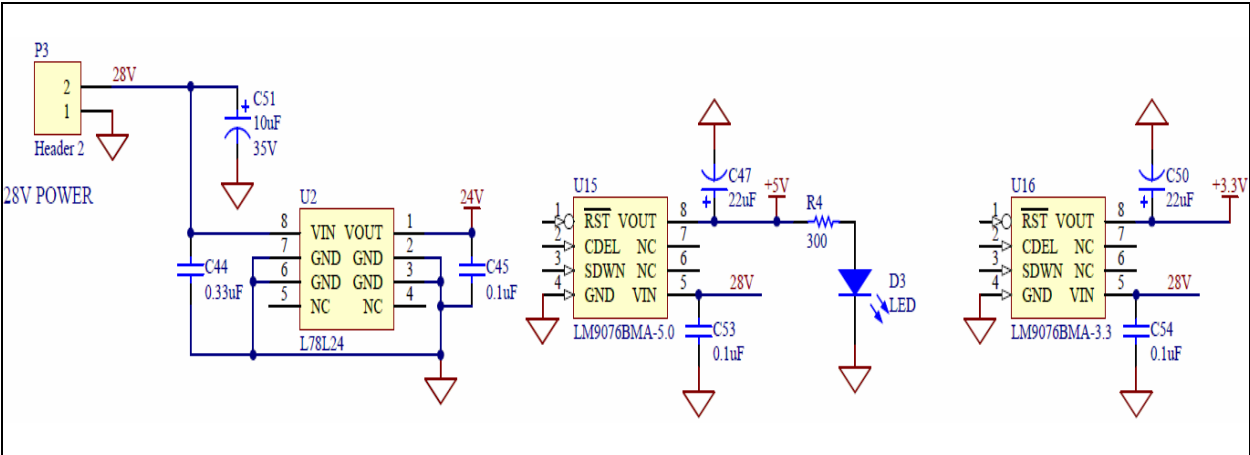 P3
2
1
Header 2
28V
28V POWER
C51
10uF
35V
U2
8 VIN VOUT 1
7 GND GND 2
6 GND GND 3
5 NC NC 4
L78L24
C44
0.33uF
24V
C45
0.1uF
U15
1 RST VOUT 8
2 CDEL NC 7
3 SDWN NC 6
4 GND VIN 5
LM9076BMA-5.0
C47
22uF
+5V
R4
300
D3
LED
28V
C53
0.1uF
U16
1 RST VOUT 8
2 CDEL NC 7
3 SDWN NC 6
4 GND VIN 5
LM9076BMA-3.3
C50
22uF
+3.3V
28V
C54
0.1uF